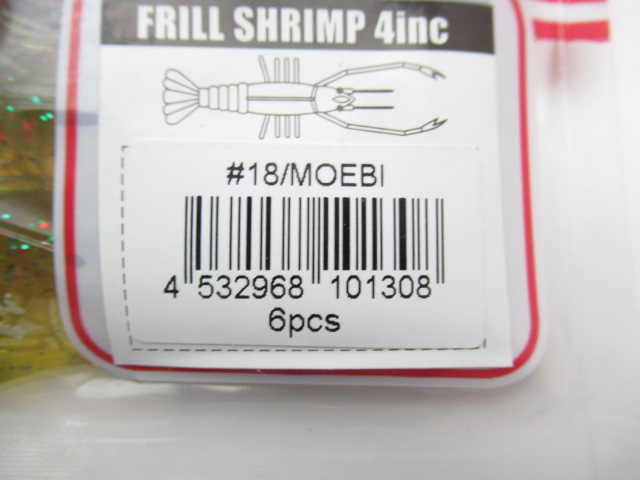 FRILL SHRIMP 4inc
#18/MOEBI
4 532968 101308
6pcs